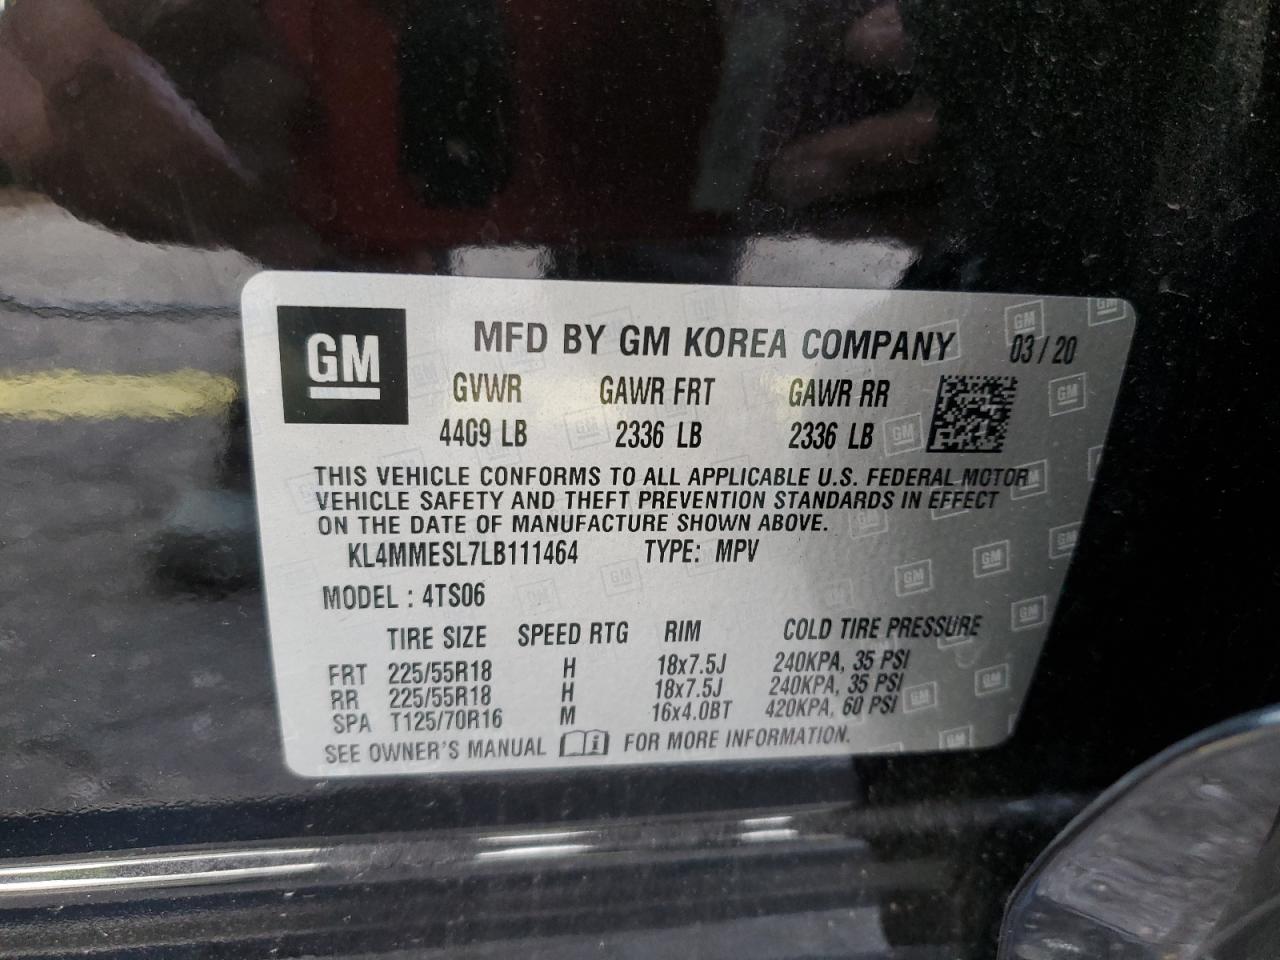 GM
MFD BY GM KOREA COMPANY 03/20
GVWR GAWR FRT GAWR RR
4409 LB 2336 LB 2336 LB
THIS VEHICLE CONFORMS TO ALL APPLICABLE U.S. FEDERAL MOTOR
VEHICLE SAFETY AND THEFT PREVENTION STANDARDS IN EFFECT
ON THE DATE OF MANUFACTURE SHOWN ABOVE.
KL4MMESL7LB111464 TYPE: MPV
MODEL : 4TS06
TIRE SIZE SPEED RTG RIM COLD TIRE PRESSURE
FRT 225/55R18 H 18x7.5J 240KPA, 35 PSI
RR 225/55R18 H 18x7.5J 240KPA, 35 PSI
SPA T125/70R16 M 16x4.0BT 420KPA, 60 PSI
SEE OWNER'S MANUAL i FOR MORE INFORMATION.